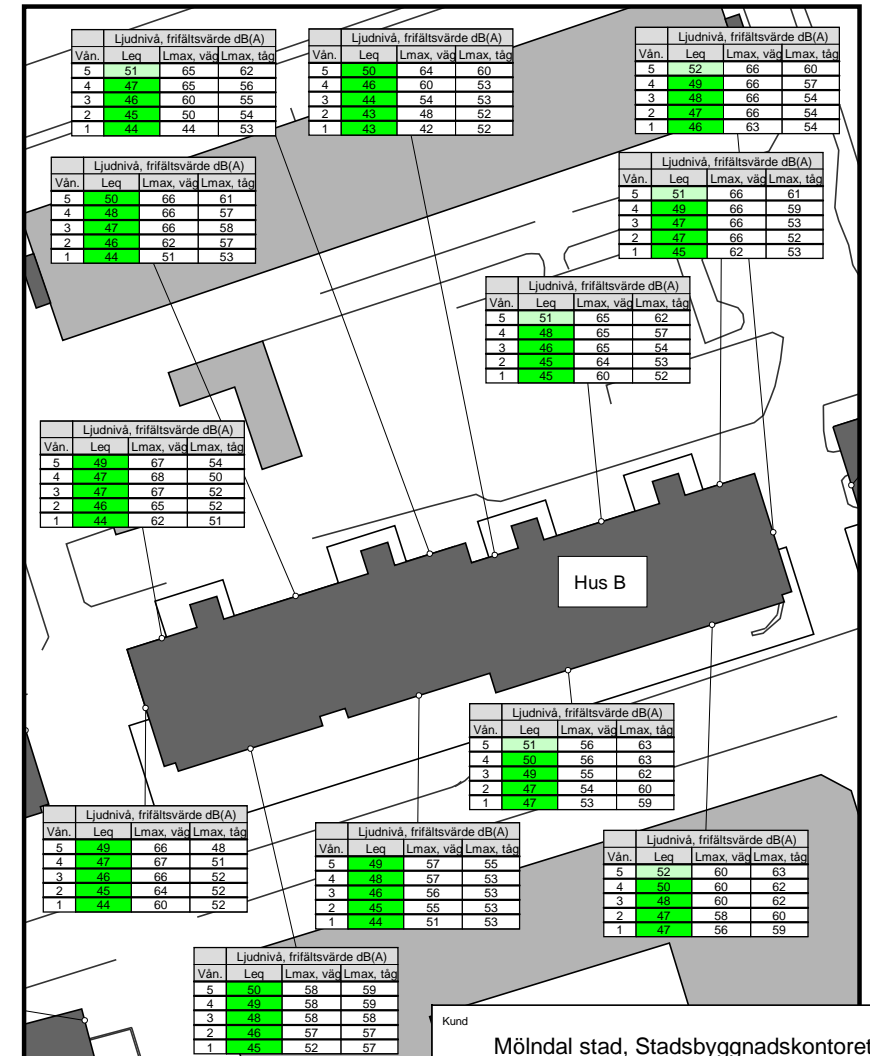 Ljudnivå, frifältsvärde dB(A)
Vån. Leq Lmax, väg Lmax, tåg
5 51 65 62
4 47 65 56
3 46 60 55
2 45 50 54
1 44 44 53
Ljudnivå, frifältsvärde dB(A)
Vån. Leq Lmax, väg Lmax, tåg
5 50 64 60
4 46 60 53
3 44 54 53
2 43 48 52
1 43 42 52
Ljudnivå, frifältsvärde dB(A)
Vån. Leq Lmax, väg Lmax, tåg
5 52 66 60
4 49 66 57
3 48 66 54
2 47 66 54
1 46 63 54
Ljudnivå, frifältsvärde dB(A)
Vån. Leq Lmax, väg Lmax, tåg
5 50 66 61
4 48 66 57
3 47 66 58
2 46 62 57
1 44 51 53
Ljudnivå, frifältsvärde dB(A)
Vån. Leq Lmax, väg Lmax, tåg
5 51 66 61
4 49 66 59
3 47 66 53
2 47 66 52
1 45 62 53
Ljudnivå, frifältsvärde dB(A)
Vån. Leq Lmax, väg Lmax, tåg
5 51 65 62
4 48 65 57
3 46 65 54
2 45 64 53
1 45 60 52
Ljudnivå, frifältsvärde dB(A)
Vån. Leq Lmax, väg Lmax, tåg
5 49 67 54
4 47 68 50
3 47 67 52
2 46 65 52
1 44 62 51
Hus B
Ljudnivå, frifältsvärde dB(A)
Vån. Leq Lmax, väg Lmax, tåg
5 51 56 63
4 50 56 63
3 49 55 62
2 47 54 60
1 47 53 59
Ljudnivå, frifältsvärde dB(A)
Vån. Leq Lmax, väg Lmax, tåg
5 49 66 48
4 47 67 51
3 46 66 52
2 45 64 52
1 44 60 52
Ljudnivå, frifältsvärde dB(A)
Vån. Leq Lmax, väg Lmax, tåg
5 49 57 55
4 48 57 53
3 46 56 53
2 45 55 53
1 44 51 53
Ljudnivå, frifältsvärde dB(A)
Vån. Leq Lmax, väg Lmax, tåg
5 52 60 63
4 50 60 62
3 48 60 62
2 47 58 60
1 47 56 59
Ljudnivå, frifältsvärde dB(A)
Vån. Leq Lmax, väg Lmax, tåg
5 50 58 59
4 49 58 59
3 48 58 58
2 46 57 57
1 45 52 57
Kund
Mölndal stad, Stadsbyggnadskontoret